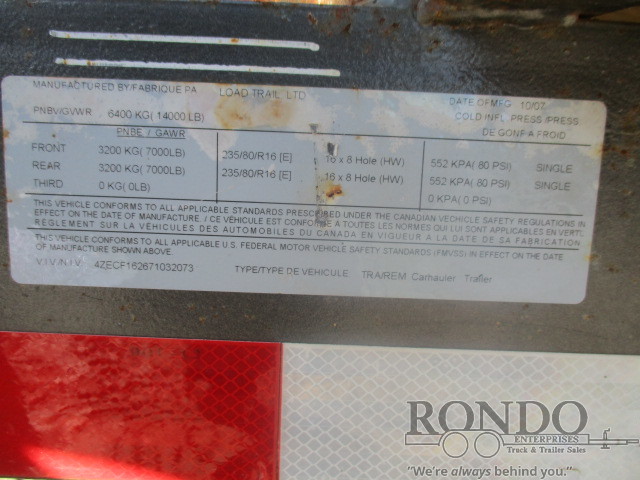 MANUFACTURED BY/FABRIQUE PA LOAD TRAIL LTD DATE OF MFG 10/07
PNBV/GVWR 6400 KG( 14000 LB) COLD INFL PRESS /PRESS
PNBE / GAWR DE GONF A FROID
FRONT 3200 KG( 7000LB) 235/80/R16 [E] 16 x 8 Hole (HW) 552 KPA( 80 PSI) SINGLE
REAR 3200 KG( 7000LB) 235/80/R16 [E] 16 x 8 Hole (HW) 552 KPA( 80 PSI) SINGLE
THIRD 0 KG( 0LB) 0 KPA( 0 PSI)
THIS VEHICLE CONFORMS TO ALL APPLICABLE STANDARDS PRESCRIBED UNDER THE CANADIAN VECHICLE SAFETY REGULATIONS IN
EFFECT ON THE DATE OF MANUFACTURE. / CE VÉHICULE EST CONFORME A TOUTES LES NORMES QUI LUI SONT APPLICABLES EN VERTU
REGLEMENT SUR LA VÉHICULES DES AUTOMOBILES DU CANADA EN VIGUEUR A LA DATE DE SA FABRICATION
THIS VEHICLE CONFORMS TO ALL APPLICABLE U.S. FEDERAL MOTOR VEHICLE SAFETY STANDARDS (FMVSS) IN EFFECT ON THE DATE
OF MANUFACTURE SHOWN ABOVE.
V.I.V./N.I.V. 4ZECF162671032073 TYPE/TYPE DE VEHICULE TRA/REM Carhauler Trailer
RONDO
ENTERPRISES
Truck & Trailer Sales
"We're always behind you."